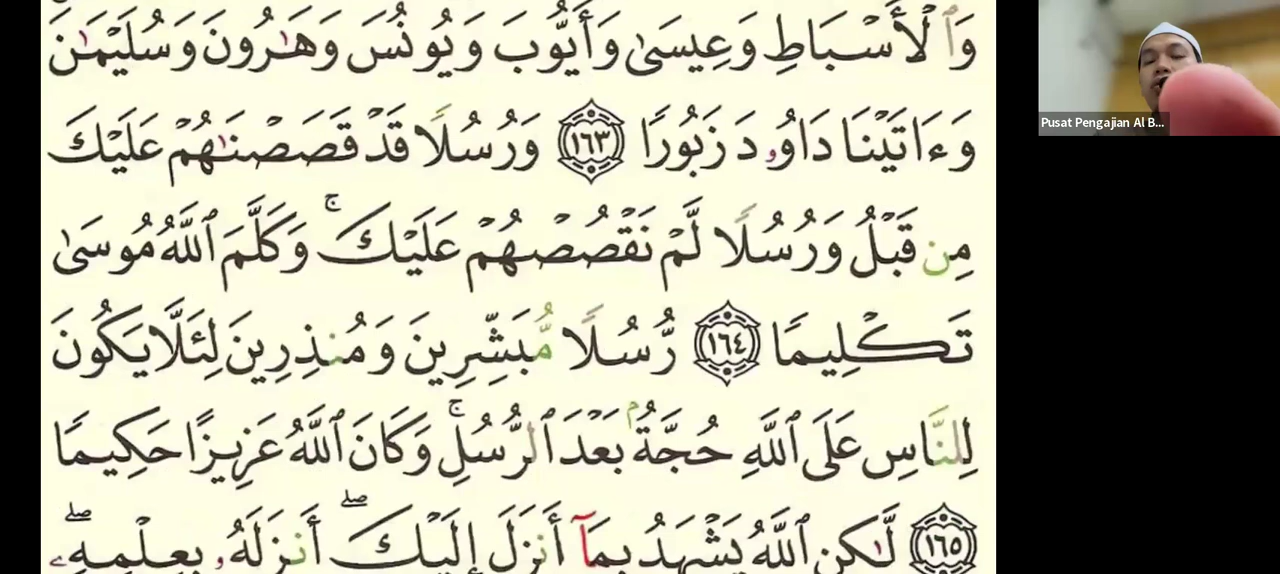 وَٱلْأَسْبَاطِ وَعِيسَىٰ وَأَيُّوبَ وَيُونُسَ وَهَـٰرُونَ وَسُلَيْمَـٰنَ
وَءَاتَيْنَا دَاوُۥدَ زَبُورًا ١٦٣ وَرُسُلًا قَدْ قَصَصْنَـٰهُمْ عَلَيْكَ
مِن قَبْلُ وَرُسُلًا لَّمْ نَقْصُصْهُمْ عَلَيْكَ ۚ وَكَلَّمَ ٱللَّهُ مُوسَىٰ
تَكْلِيمًا ١٦٤ رُّسُلًا مُّبَشِّرِينَ وَمُنذِرِينَ لِئَلَّا يَكُونَ
لِلنَّاسِ عَلَى ٱللَّهِ حُجَّةٌۢ بَعْدَ ٱلرُّسُلِ ۚ وَكَانَ ٱللَّهُ عَزِيزًا حَكِيمًا
١٦٥ لَّـٰكِنِ ٱللَّهُ يَشْهَدُ بِمَآ أَنزَلَ إِلَيْكَ ۖ أَنزَلَهُۥ بِعِلْمِهِۦ ۖ
Pusat Pengajian Al B...